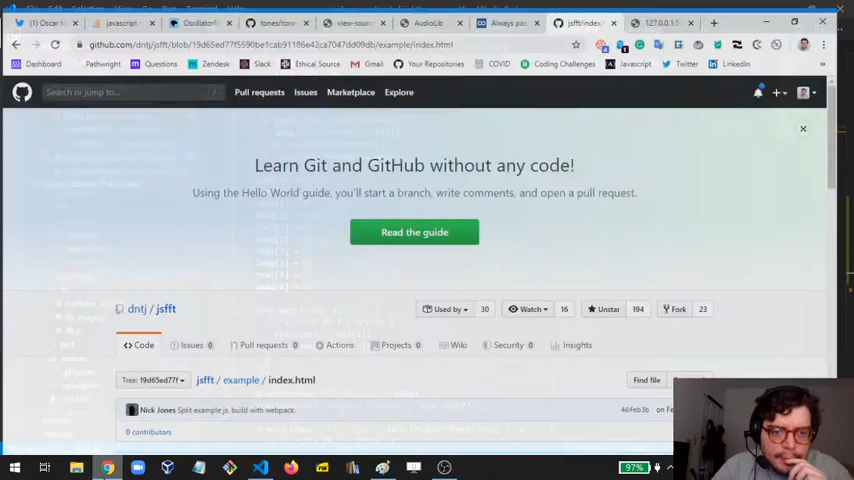 (1) Oscar M
javascript
Oscillatorf
tones/tone
view-sourc
AudioLib
Always pas
jsfft/index.
127.0.0.1:5
github.com/dntj/jsfft/blob/19d65ed77f5590be1cab91186e42ca7047dd09db/example/index.html
Dashboard Pathwright Questions Zendesk Slack Ethical Source Gmail Your Repositories COVID Coding Challenges Javascript Twitter LinkedIn
Search or jump to... / Pull requests Issues Marketplace Explore
Learn Git and GitHub without any code!
Using the Hello World guide, you'll start a branch, write comments, and open a pull request.
Read the guide
dntj / jsfft
Used by 30 Watch 16 Unstar 194 Fork 23
Code Issues 0 Pull requests 0 Actions Projects 0 Wiki Security 0 Insights
Tree: 19d65ed77f jsfft / example / index.html Find file
Nick Jones Split example js, build with webpack. 46feb3b on Fe
0 contributors
97%